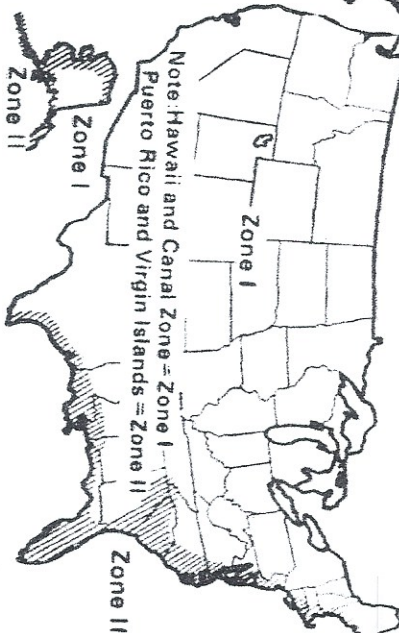 Zone I
Note: Hawaii and Canal Zone = Zone I
Puerto Rico and Virgin Islands = Zone II
Zone I
Zone II
Zone II